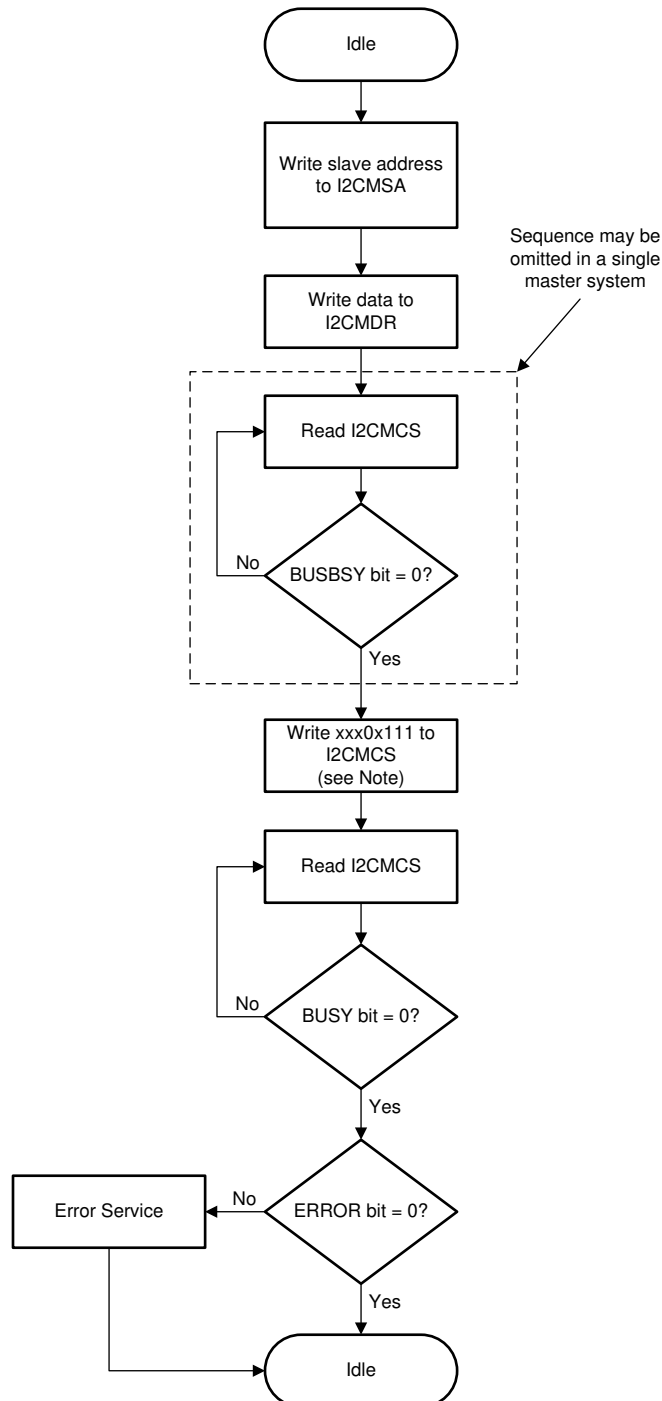 Idle
Write slave address
to I2CMSA
Sequence may be
omitted in a single
master system
Write data to
I2CMDR
Read I2CMCS
No
BUSBSY bit = 0?
Yes
Write xxx0x111 to
I2CMCS
(see Note)
Read I2CMCS
No
BUSY bit = 0?
Yes
Error Service
No
ERROR bit = 0?
Yes
Idle